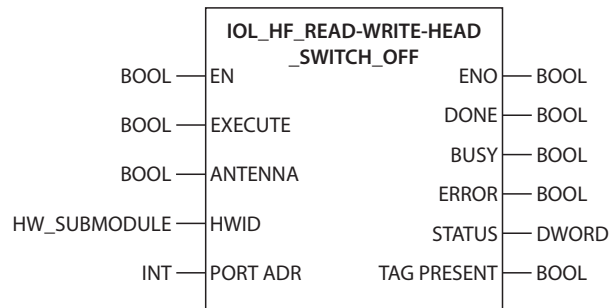 IOL_HF_READ-WRITE-HEAD
_SWITCH_OFF
BOOL EN ENO BOOL
BOOL EXECUTE DONE BOOL
BUSY BOOL
BOOL ANTENNA
ERROR BOOL
HW_SUBMODULE HWID
STATUS DWORD
INT PORT ADR TAG PRESENT BOOL